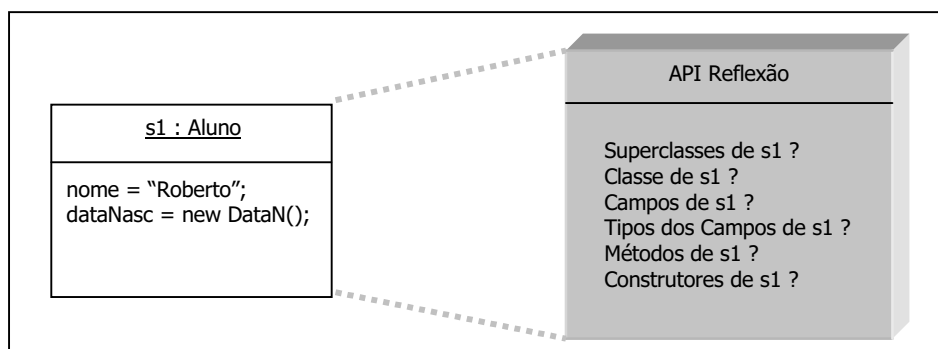 s1 : Aluno
nome = “Roberto”;
dataNasc = new DataN();
API Reflexão
Superclasses de s1 ?
Classe de s1 ?
Campos de s1 ?
Tipos dos Campos de s1 ?
Métodos de s1 ?
Construtores de s1 ?